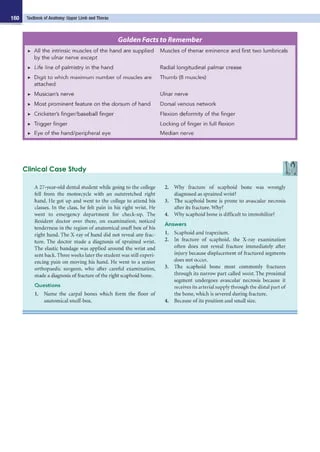 160 Textbook of Anatomy: Upper Limb and Thorax
Golden Facts to Remember
▸ All the intrinsic muscles of the hand are supplied Muscles of thenar eminence and first two lumbricals
by the ulnar nerve except
▸ Life line of palmistry in the hand Radial longitudinal palmar crease
▸ Digit to which maximum number of muscles are Thumb (8 muscles)
attached
▸ Musician's nerve Ulnar nerve
▸ Most prominent feature on the dorsum of hand Dorsal venous network
▸ Cricketer's finger/baseball finger Flexion deformity of the finger
▸ Trigger finger Locking of finger in full flexion
▸ Eye of the hand/peripheral eye Median nerve
Clinical Case Study
A 27-year-old dental student while going to the college
fell from the motorcycle with an outstretched right
hand. He got up and went to the college to attend his
classes. In the class, he felt pain in his right wrist. He
went to emergency department for check-up. The
Resident doctor over there, on examination, noticed
tenderness in the region of anatomical snuff box of his
right hand. The X-ray of hand did not reveal any frac-
ture. The doctor made a diagnosis of sprained wrist.
The elastic bandage was applied around the wrist and
sent back. Three weeks later the student was still experi-
encing pain on moving his hand. He went to a senior
orthopaedic surgeon, who after careful examination,
made a diagnosis of fracture of the right scaphoid bone.
Questions
1. Name the carpal bones which form the floor of
anatomical snuff-box.
2. Why fracture of scaphoid bone was wrongly
diagnosed as sprained wrist?
3. The scaphoid bone is prone to avascular necrosis
after its fracture. Why?
4. Why scaphoid bone is difficult to immobilize?
Answers
1. Scaphoid and trapezium.
2. In fracture of scaphoid, the X-ray examination
often does not reveal fracture immediately after
injury because displacement of fractured segments
does not occur.
3. The scaphoid bone most commonly fractures
through its narrow part called waist. The proximal
segment undergoes avascular necrosis because it
receives its arterial supply through the distal part of
the bone, which is severed during fracture.
4. Because of its position and small size.